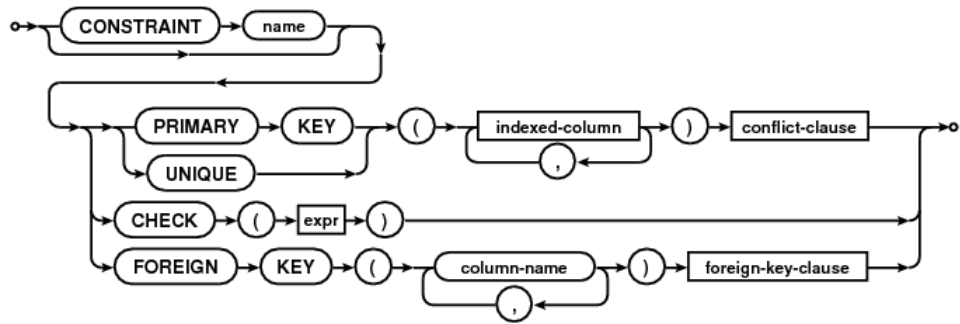 CONSTRAINT name
PRIMARY KEY ( indexed-column ) conflict-clause
,
UNIQUE
CHECK ( expr )
FOREIGN KEY ( column-name ) foreign-key-clause
,